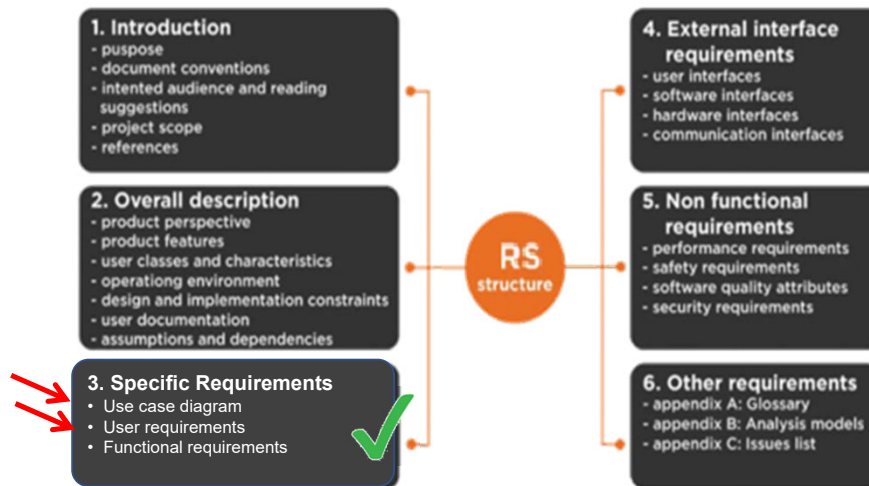 1. Introduction
- puspose
- document conventions
- intented audience and reading
suggestions
- project scope
- references
2. Overall description
- product perspective
- product features
- user classes and characteristics
- operationg environment
- design and implementation constraints
- user documentation
- assumptions and dependencies
3. Specific Requirements
• Use case diagram
• User requirements
• Functional requirements
RS
structure
4. External interface
requirements
- user interfaces
- software interfaces
- hardware interfaces
- communication interfaces
5. Non functional
requirements
- performance requirements
- safety requirements
- software quality attributes
- security requirements
6. Other requirements
- appendix A: Glossary
- appendix B: Analysis models
- appendix C: Issues list